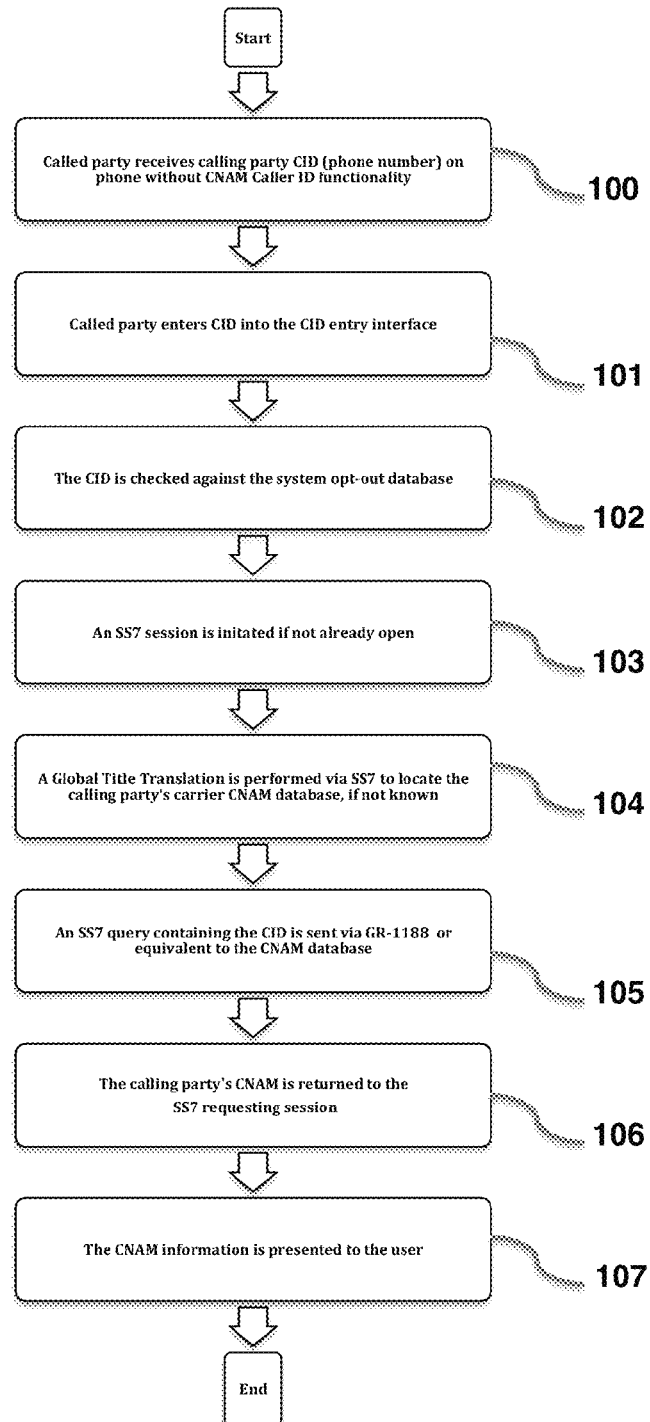 Start
Called party receives calling party CID (phone number) on
phone without CNAM Caller ID functionality
100
Called party enters CID into the CID entry interface
101
The CID is checked against the system opt-out database
102
An SS7 session is initated if not already open
103
A Global Title Translation is performed via SS7 to locate the
calling party's carrier CNAM database, if not known
104
An SS7 query containing the CID is sent via GR-1188 or
equivalent to the CNAM database
105
The calling party's CNAM is returned to the
SS7 requesting session
106
The CNAM information is presented to the user
107
End